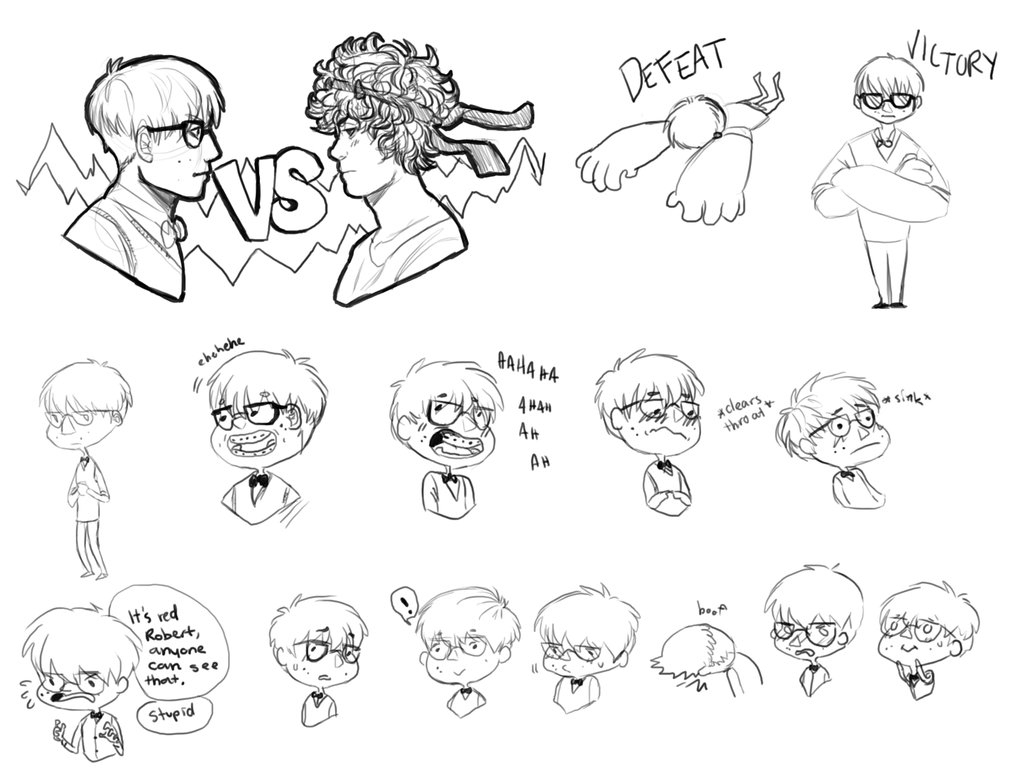 VS
DEFEAT
VICTORY
ehehehe
HAHAHA
AHAH
AH
AH
*clears
throat*
*sink*
It's red
Robert,
anyone
can see
that.
Stupid
!
boof